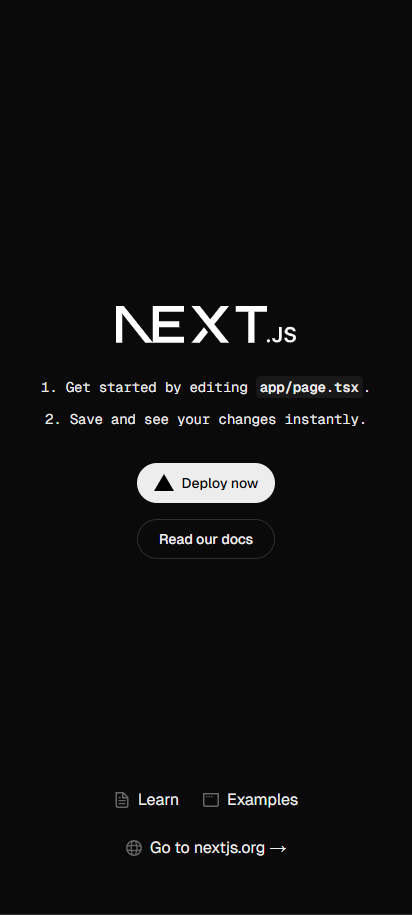 NEXT.JS
1. Get started by editing app/page.tsx.
2. Save and see your changes instantly.
Deploy now
Read our docs
Learn
Examples
Go to nextjs.org →